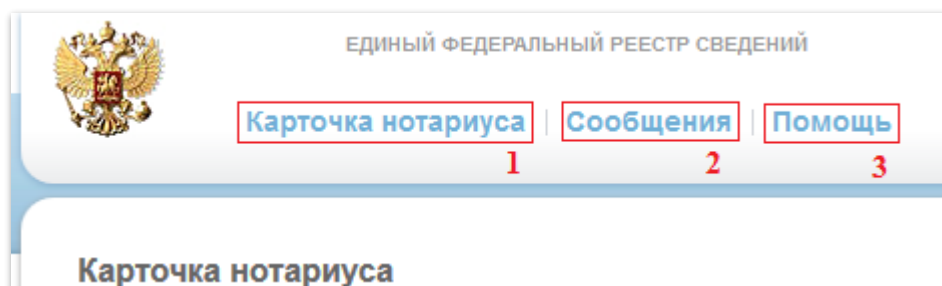 ЕДИНЫЙ ФЕДЕРАЛЬНЫЙ РЕЕСТР СВЕДЕНИЙ
Карточка нотариуса | Сообщения | Помощь
1 2 3
Карточка нотариуса